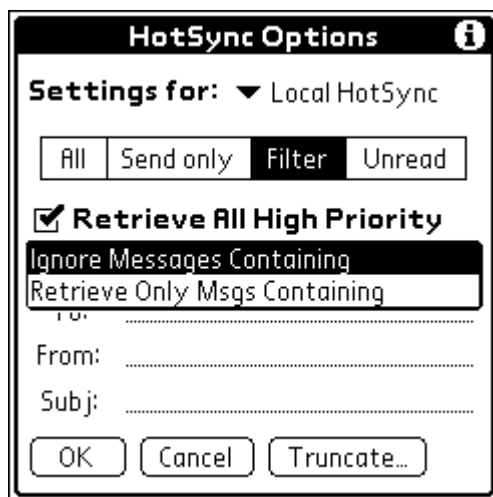 HotSync Options
Settings for: Local HotSync
All Send only Filter Unread
Retrieve All High Priority
Ignore Messages Containing
Retrieve Only Msgs Containing
To:
From:
Subj:
OK Cancel Truncate...